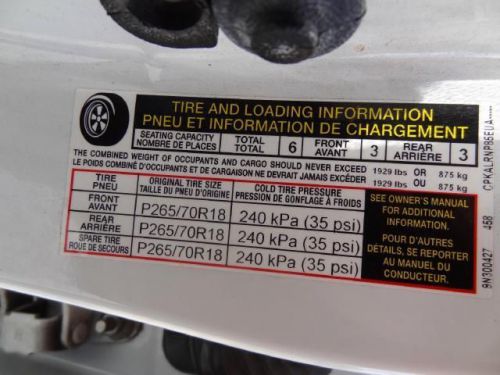 TIRE AND LOADING INFORMATION
PNEU ET INFORMATION DE CHARGEMENT
SEATING CAPACITY TOTAL 6 FRONT 3 REAR 3
NOMBRE DE PLACES TOTAL AVANT ARRIÈRE
THE COMBINED WEIGHT OF OCCUPANTS AND CARGO SHOULD NEVER EXCEED 1929 lbs OR 875 kg
LE POIDS COMBINÉ D'OCCUPANTS ET DE CARGAISON NE DEVRAIT JAMAIS EXCÉDER 1929 lbs OU 875 kg
TIRE ORIGINAL TIRE SIZE COLD TIRE PRESSURE
PNEU TAILLE DU PNEU D'ORIGINE PRESSION DE GONFLAGE À FROIDS
FRONT
AVANT P265/70R18 240 kPa (35 psi)
REAR
ARRIÈRE P265/70R18 240 kPa (35 psi)
SPARE TIRE
ROUE DE SECOURS P265/70R18 240 kPa (35 psi)
SEE OWNER'S MANUAL
FOR ADDITIONAL
INFORMATION.
POUR D'AUTRES
DÉTAILS, SE REPORTER
AU MANUEL DU
CONDUCTEUR.
9N300427 458